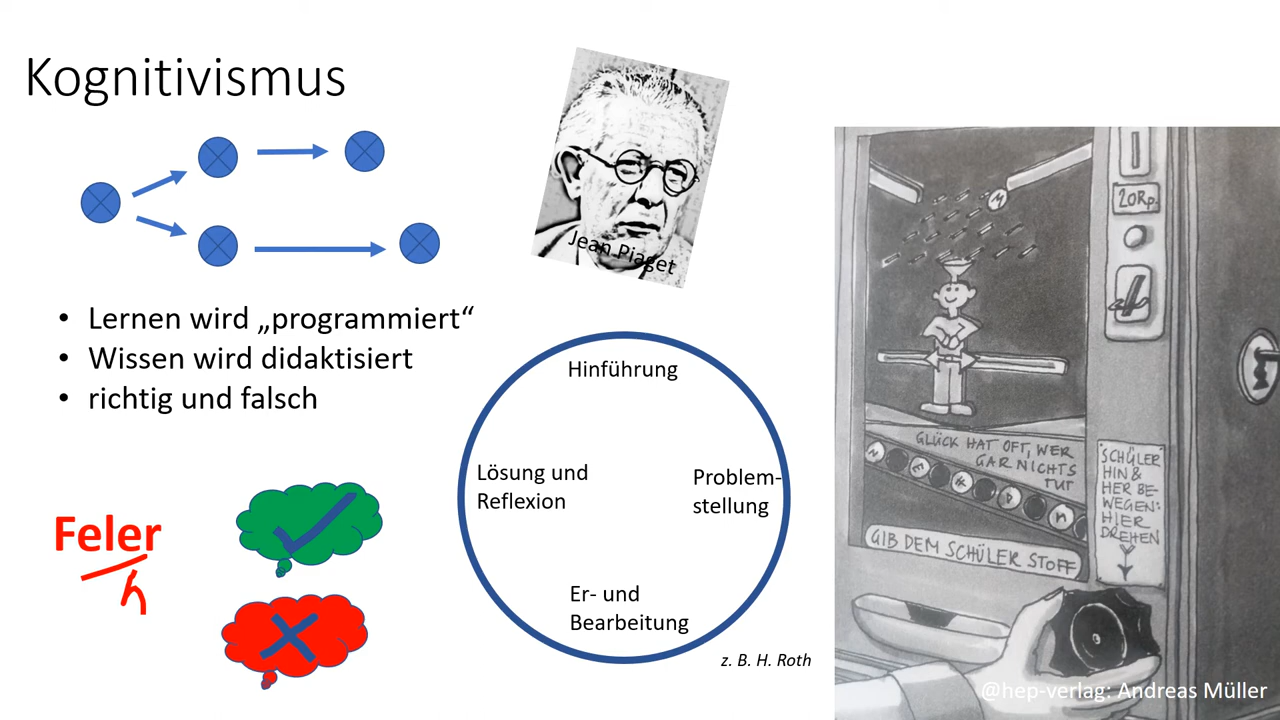 Kognitivismus
Jean Piaget
• Lernen wird „programmiert“
• Wissen wird didaktisiert
• richtig und falsch
Feler
h
Hinführung
Problem-
stellung
Er- und
Bearbeitung
Lösung und
Reflexion
z. B. H. Roth
20Rp.
GLÜCK HAT OFT, WER
GAR NICHTS
TUT
GIB DEM SCHÜLER STOFF
SCHÜLER
HIN &
HER BE-
WEGEN:
HIER
DREHEN
@hep-verlag: Andreas Müller